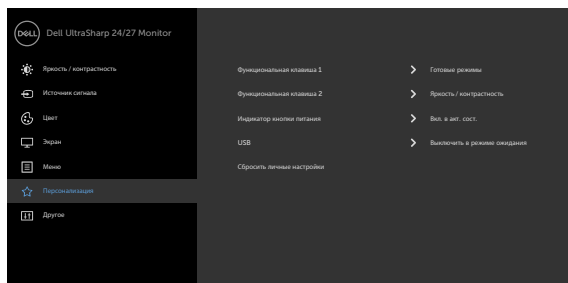 DELL Dell UltraSharp 24/27 Monitor
Яркость / контрастность
Источник сигнала
Цвет
Экран
Меню
Персонализация
Другое
Функциональная клавиша 1 Готовые режимы
Функциональная клавиша 2 Яркость / контрастность
Индикатор кнопки питания Вкл. в акт. сост.
USB Выключить в режиме ожидания
Сбросить личные настройки